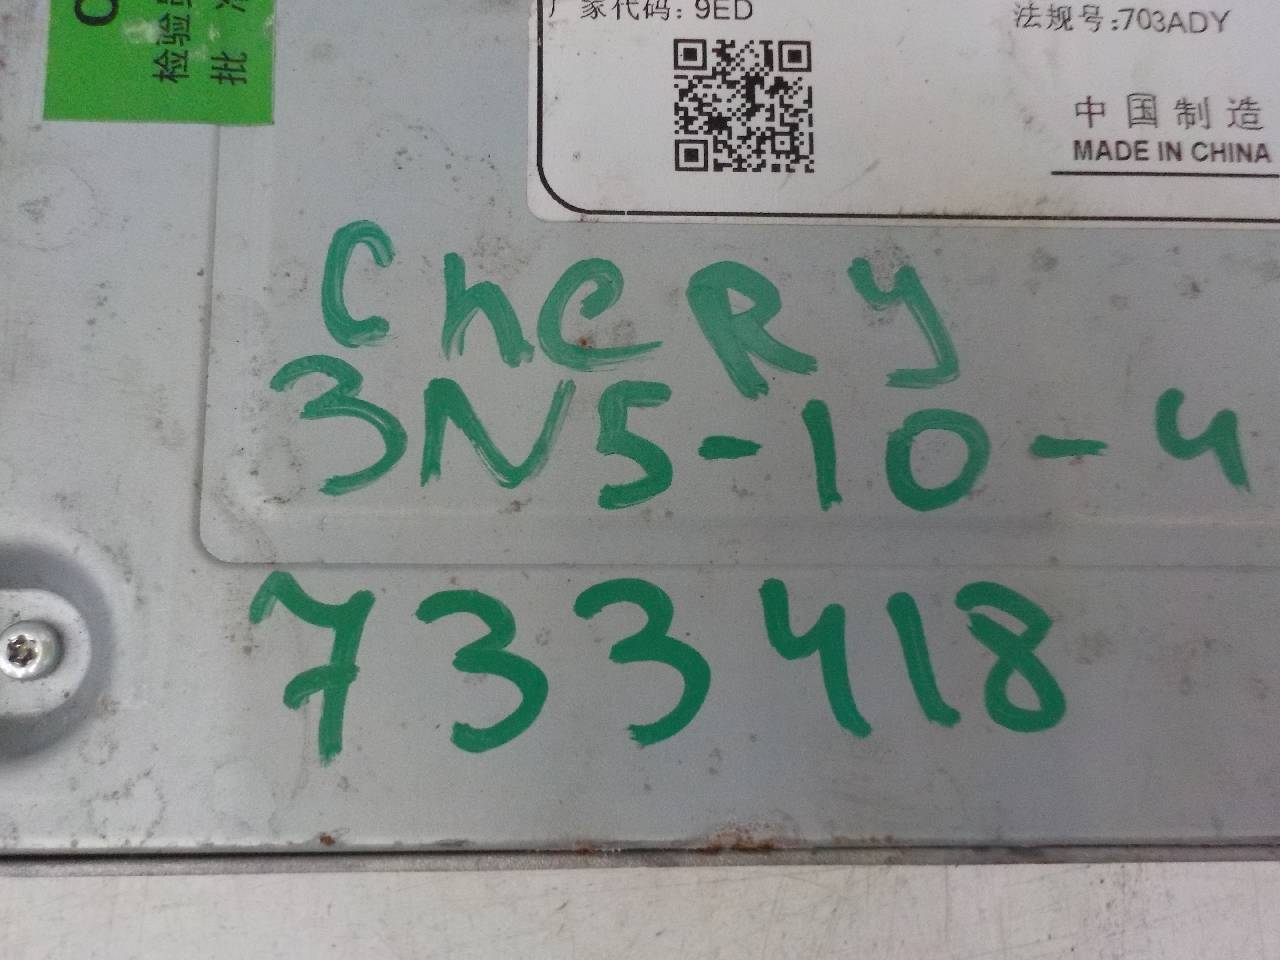 厂家代码: 9ED
法规号:703ADY
中国制造
MADE IN CHINA
检验
批
ChERy
3N5-10-4
733418